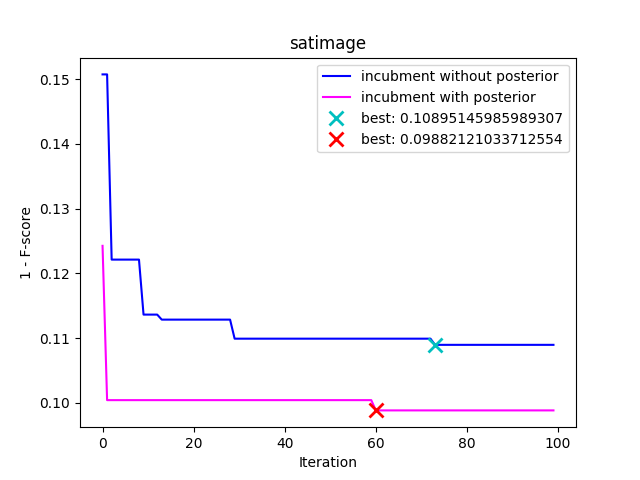 satimage
incubment without posterior
incubment with posterior
best: 0.10895145985989307
best: 0.09882121033712554
1 - F-score
0.15
0.14
0.13
0.12
0.11
0.10
0 20 40 60 80 100
Iteration